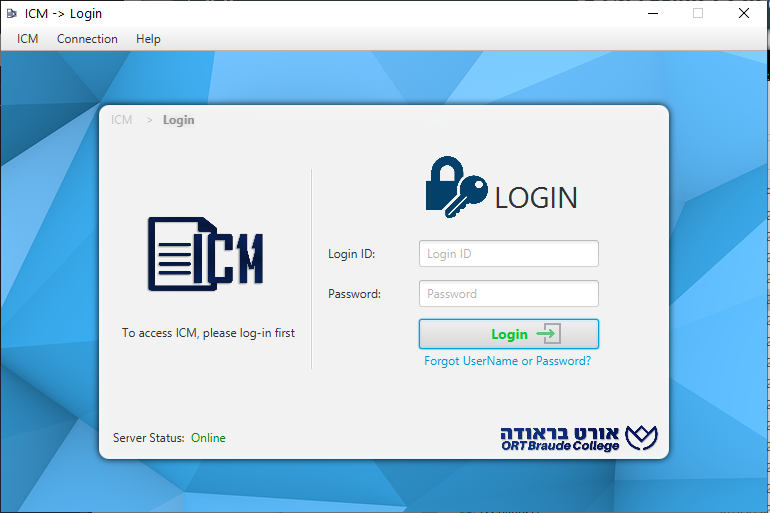 ICM -> Login
ICM Connection Help
ICM > Login
LOGIN
ICM
Login ID: Login ID
Password: Password
To access ICM, please log-in first
Login
Forgot UserName or Password?
Server Status: Online
אורט בראודה
ORT Braude College